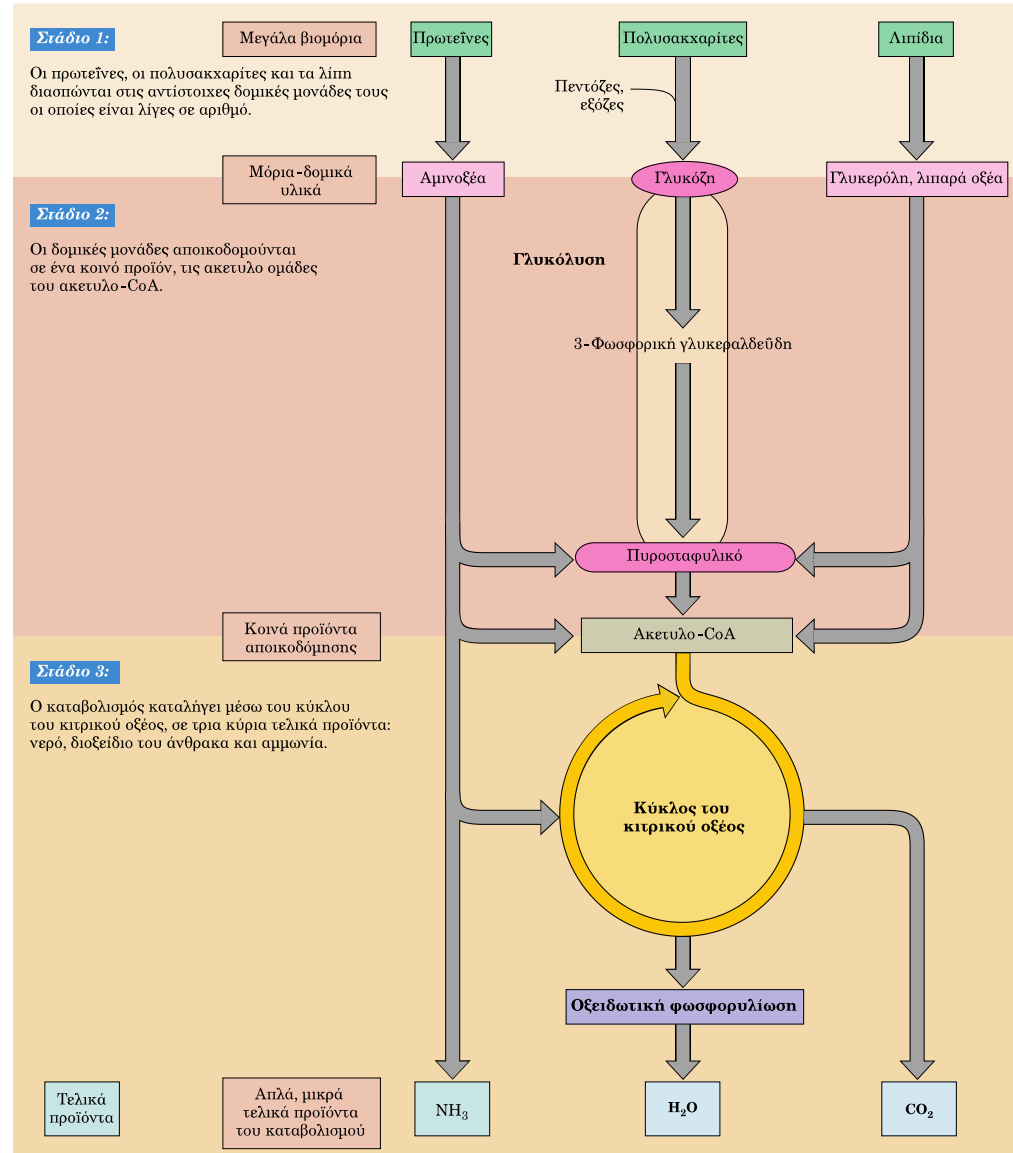 Στάδιο 1:
Μεγάλα βιομόρια
Πρωτεΐνες
Πολυσακχαρίτες
Λιπίδια
Οι πρωτεΐνες, οι πολυσακχαρίτες και τα λίπη
διασπώνται στις αντίστοιχες δομικές μονάδες τους
οι οποίες είναι λίγες σε αριθμό.
Πεντόζες,
εξόζες
Μόρια-δομικά
υλικά
Αμινοξέα
Γλυκόζη
Γλυκερόλη, λιπαρά οξέα
Στάδιο 2:
Οι δομικές μονάδες αποικοδομούνται
σε ένα κοινό προϊόν, τις ακετυλο ομάδες
του ακετυλο-CoA.
Γλυκόλυση
3-Φωσφορική γλυκεραλδεΰδη
Πυροσταφυλικό
Κοινά προϊόντα
αποικοδόμησης
Ακετυλο-CoA
Στάδιο 3:
Ο καταβολισμός καταλήγει μέσω του κύκλου
του κιτρικού οξέος, σε τρια κύρια τελικά προϊόντα:
νερό, διοξείδιο του άνθρακα και αμμωνία.
Κύκλος του
κιτρικού οξέος
Οξειδωτική φωσφορυλίωση
Τελικά
προϊόντα
Απλά, μικρά
τελικά προϊόντα
του καταβολισμού
NH₃
H₂O
CO₂